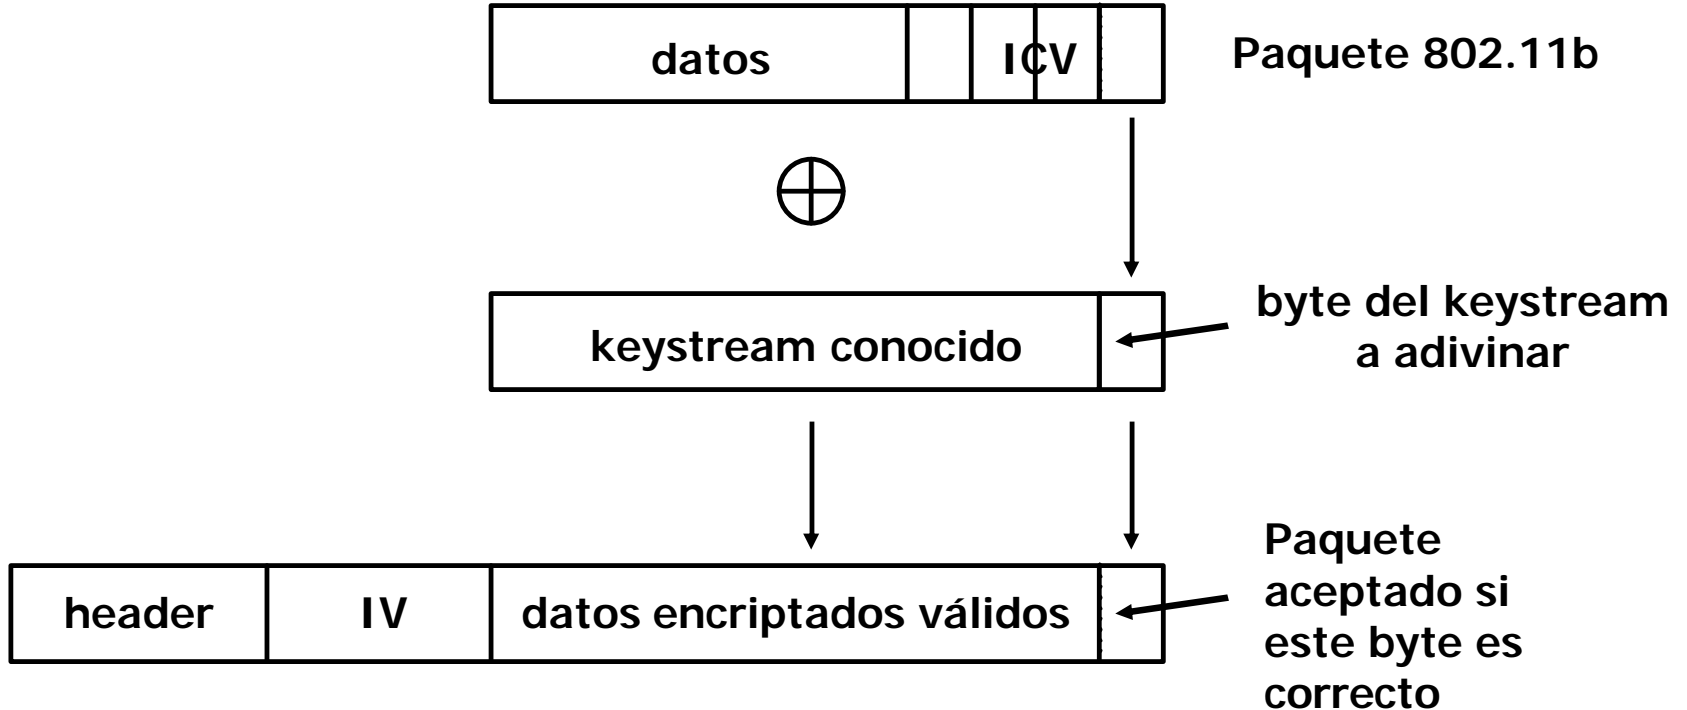 datos
ICV
Paquete 802.11b
keystream conocido
byte del keystream
a adivinar
header
IV
datos encriptados válidos
Paquete
aceptado si
este byte es
correcto